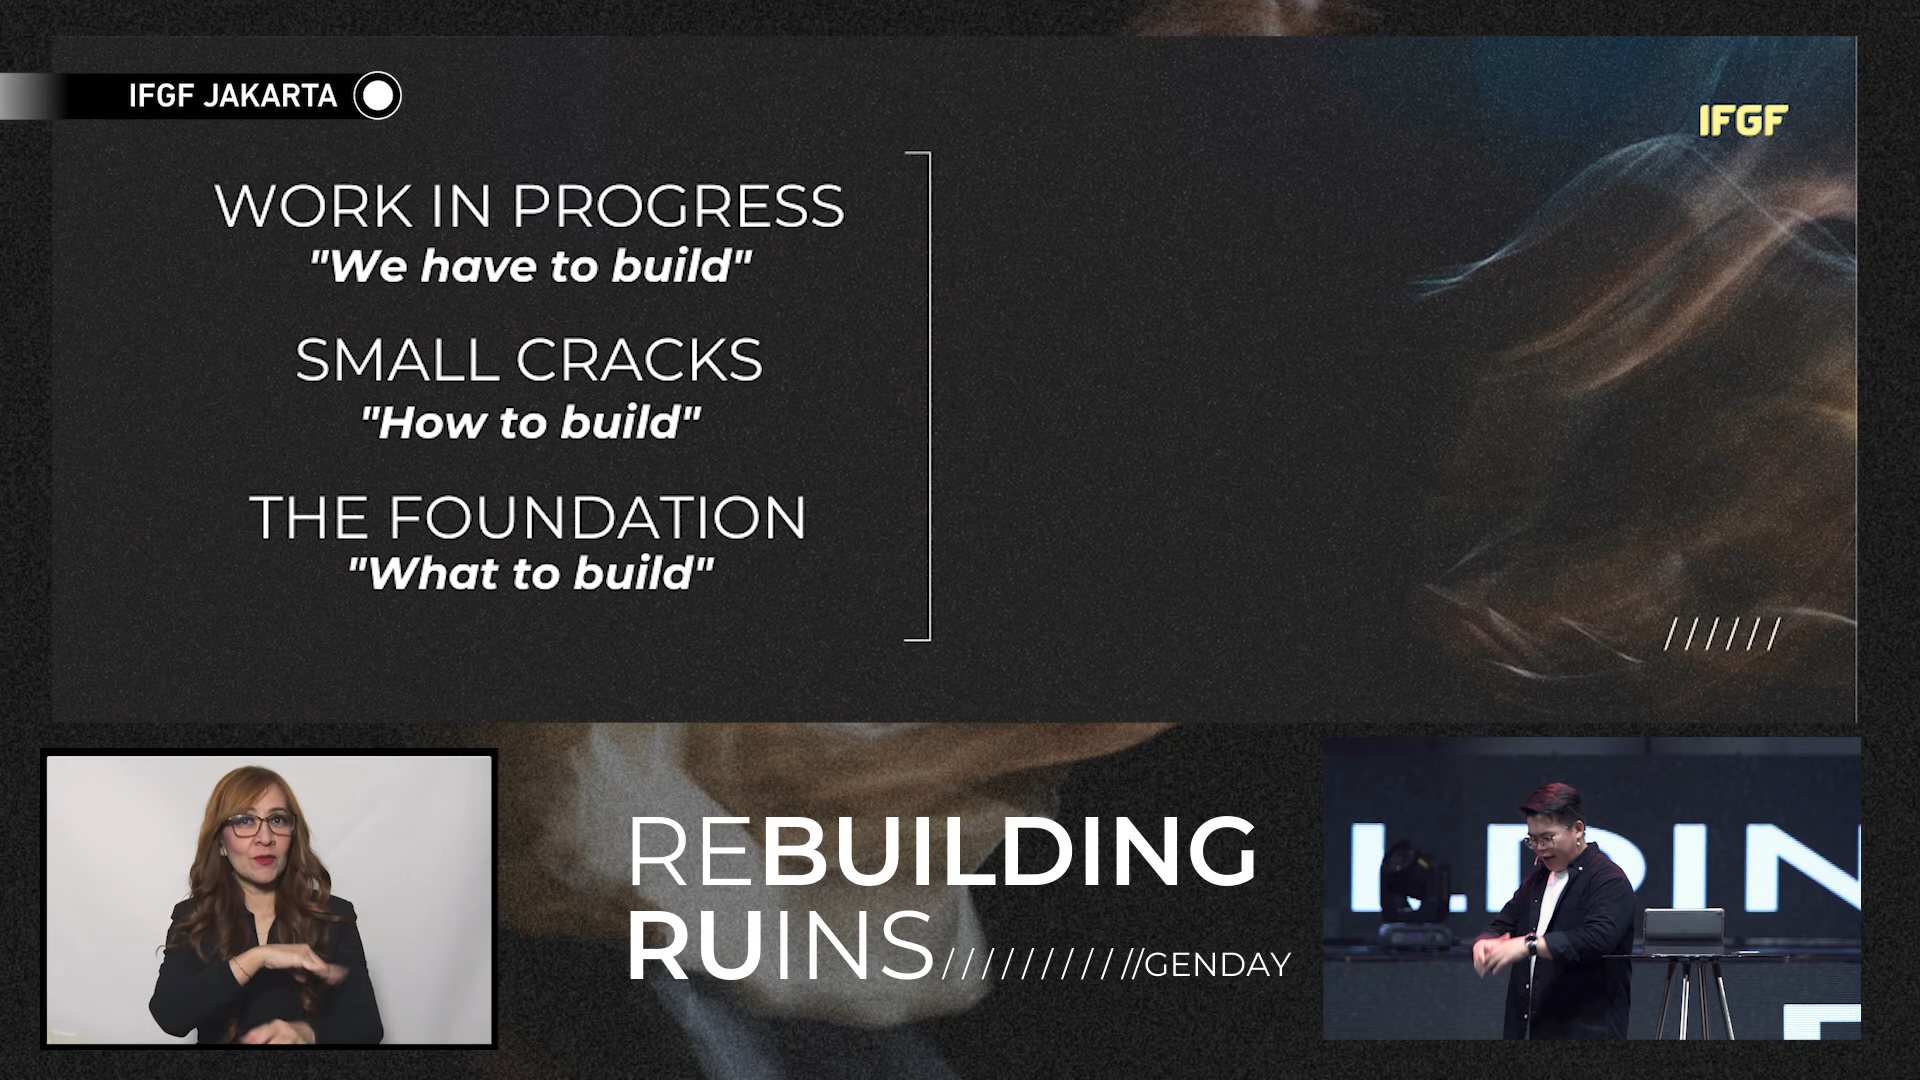 IFGF JAKARTA
IFGF
WORK IN PROGRESS
"We have to build"
SMALL CRACKS
"How to build"
THE FOUNDATION
"What to build"
//////
REBUILDING
RUINS///////////GENDAY
LDIN